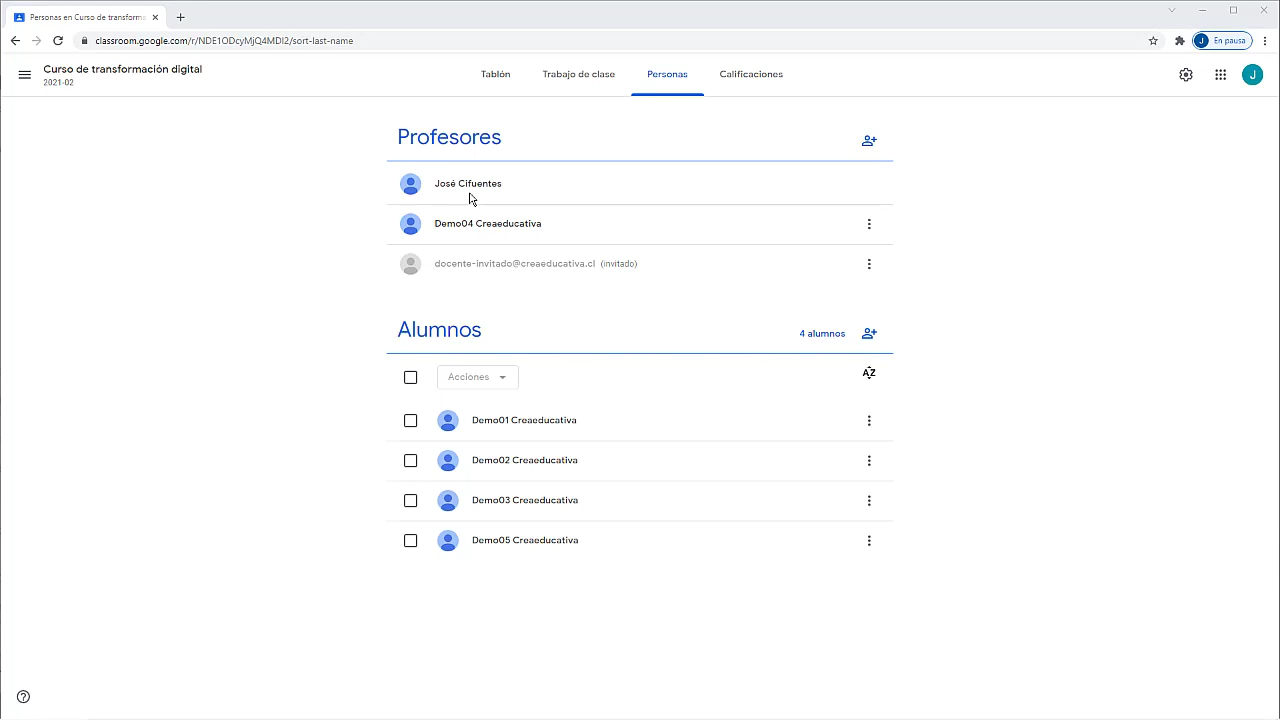 Personas en Curso de transforma
classroom.google.com/r/NDE1ODcyMjQ4MDI2/sort-last-name
J
En pausa
Curso de transformación digital
2021-02
Tablón
Trabajo de clase
Personas
Calificaciones
J
Profesores
José Cifuentes
Demo04 Creaeducativa
docente-invitado@creaeducativa.cl (invitado)
Alumnos
4 alumnos
Acciones
AZ
Demo01 Creaeducativa
Demo02 Creaeducativa
Demo03 Creaeducativa
Demo05 Creaeducativa